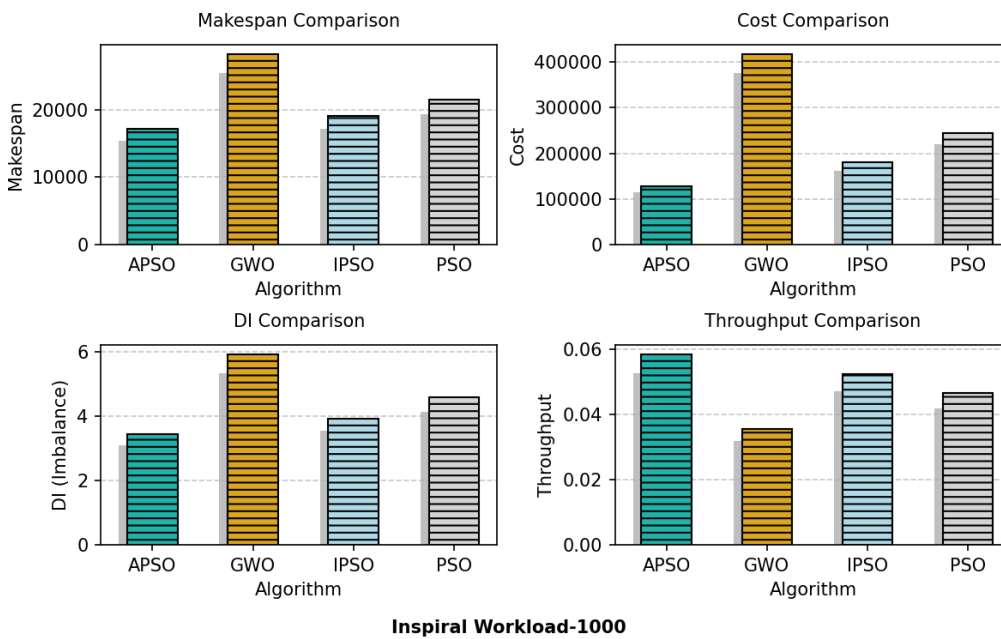 Makespan Comparison
Makespan
20000
10000
0
APSO GWO IPSO PSO
Algorithm
Cost Comparison
Cost
400000
300000
200000
100000
0
APSO GWO IPSO PSO
Algorithm
DI Comparison
DI (Imbalance)
6
4
2
0
APSO GWO IPSO PSO
Algorithm
Throughput Comparison
Throughput
0.06
0.04
0.02
0.00
APSO GWO IPSO PSO
Algorithm
Inspiral Workload-1000